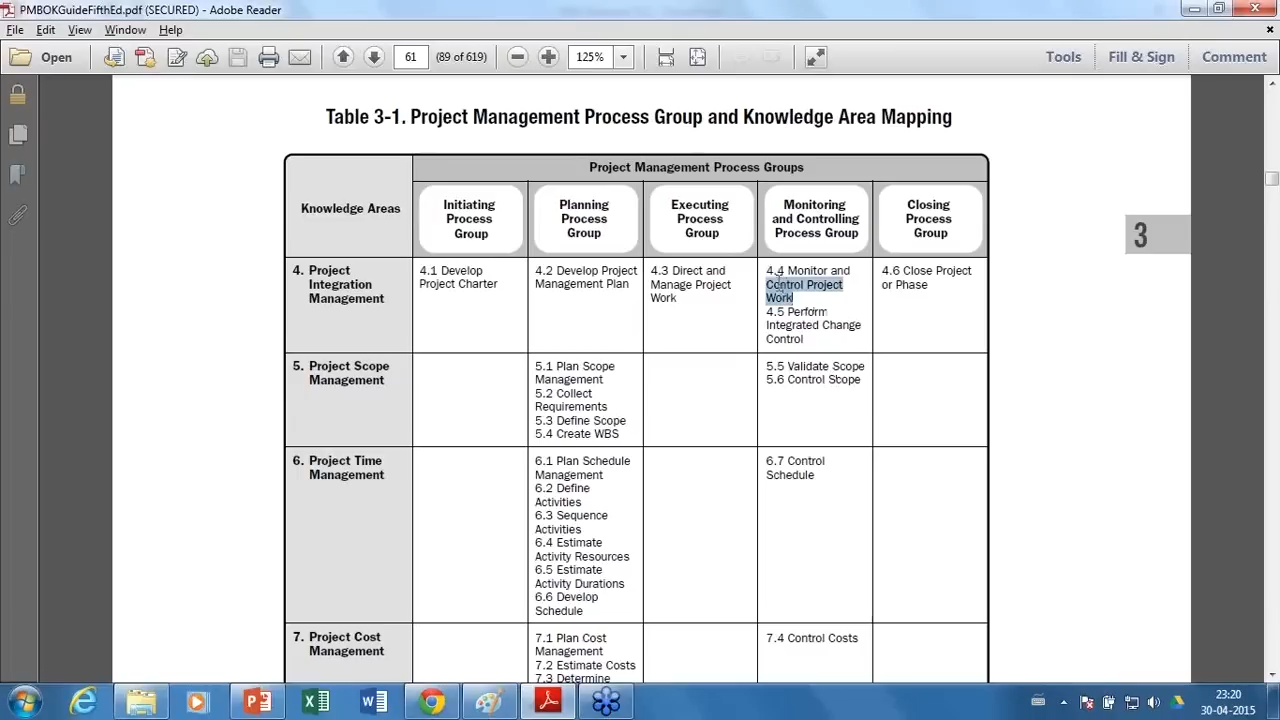 PMBOKGuideFifthEd.pdf (SECURED) - Adobe Reader
File Edit View Window Help
Open 61 (89 of 619) 125% Tools Fill & Sign Comment
Table 3-1. Project Management Process Group and Knowledge Area Mapping
Project Management Process Groups
Knowledge Areas
Initiating
Process
Group
Planning
Process
Group
Executing
Process
Group
Monitoring
and Controlling
Process Group
Closing
Process
Group
3
4. Project
Integration
Management
4.1 Develop
Project Charter
4.2 Develop Project
Management Plan
4.3 Direct and
Manage Project
Work
4.4 Monitor and
Control Project
Work
4.5 Perform
Integrated Change
Control
4.6 Close Project
or Phase
5. Project Scope
Management
5.1 Plan Scope
Management
5.2 Collect
Requirements
5.3 Define Scope
5.4 Create WBS
5.5 Validate Scope
5.6 Control Scope
6. Project Time
Management
6.1 Plan Schedule
Management
6.2 Define
Activities
6.3 Sequence
Activities
6.4 Estimate
Activity Resources
6.5 Estimate
Activity Durations
6.6 Develop
Schedule
6.7 Control
Schedule
7. Project Cost
Management
7.1 Plan Cost
Management
7.2 Estimate Costs
7.3 Determine
7.4 Control Costs
23:20
30-04-2015